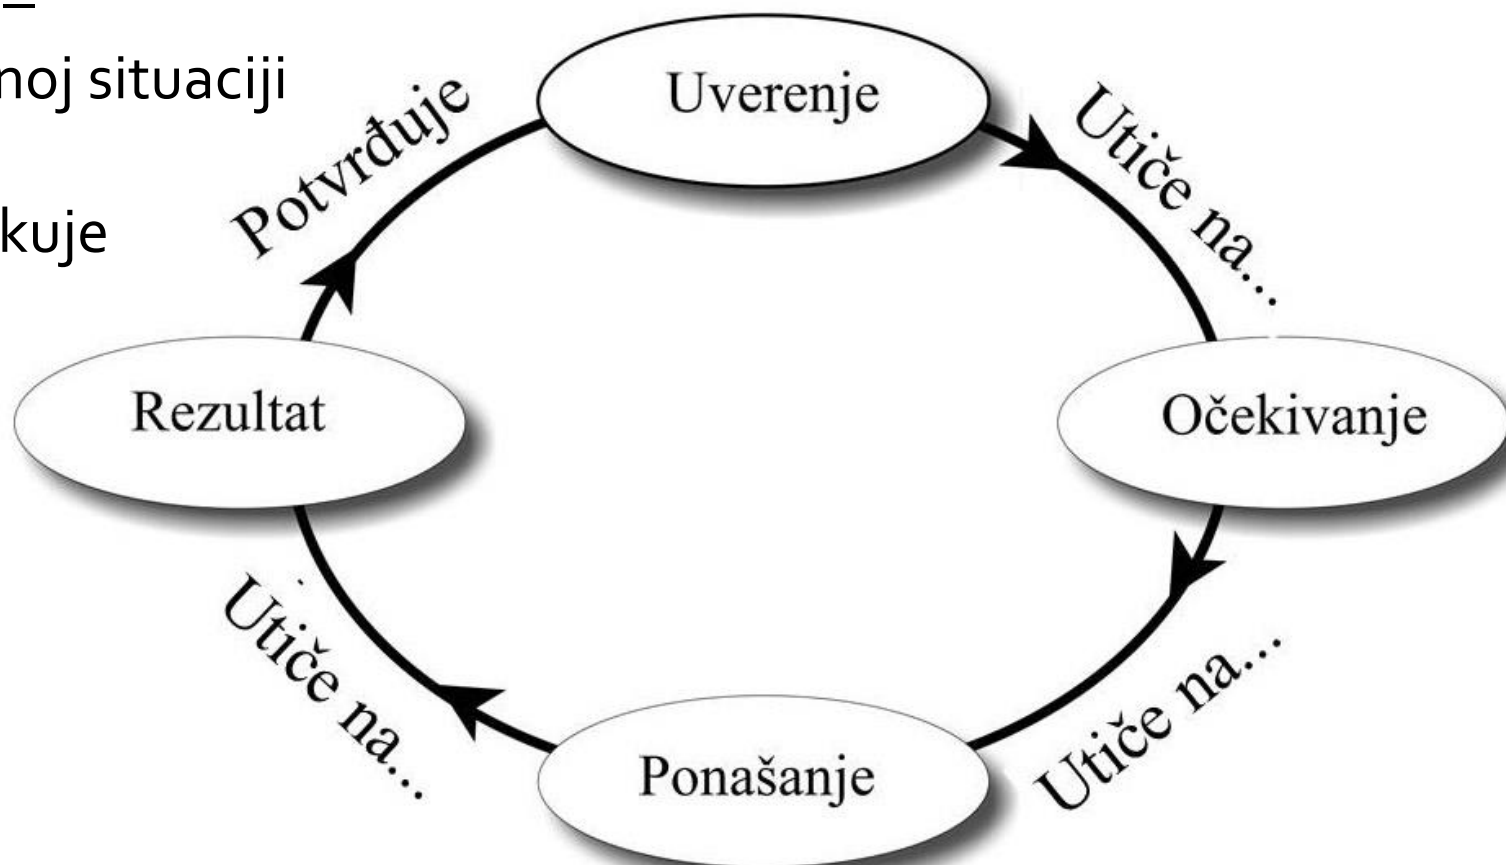 noj situaciji
kuje
Uverenje
Potvrđuje
Utiče na...
Rezultat
Očekivanje
Utiče na...
Utiče na...
Ponašanje